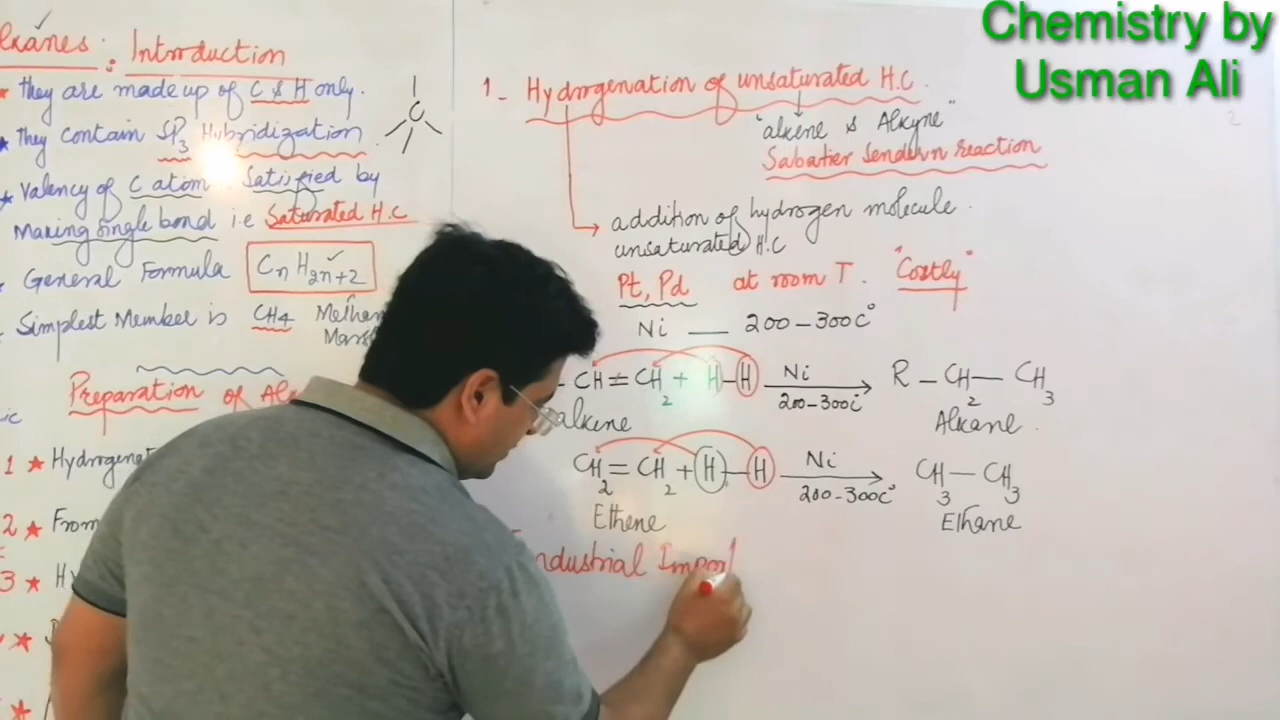 Chemistry by
Usman Ali
lkanes : Introduction
★ They are made up of C & H only.
★ They contain SP3 Hybridization
★ Valency of C atom Satisfied by
Making single bond i.e Saturated H.C
General Formula CnH2n+2
Simplest Member is CH4 Methan
C
Preparation of Al
ic
1 ★ Hydrogenat
2 ★ From
3 ★ Hy
1- Hydrogenation of unsaturated H.C.
"alkene & Alkyne"
Sabatier Sendern reaction
addition of hydrogen molecule.
unsaturated H.C
Pt, Pd at room T. "Costly"
Ni — 200-300c°
- CH = CH2 + H-H Ni 200-300c° R - CH2 - CH3
alkene Alkane.
CH2 = CH2 + H-H Ni 200-300c° CH3 - CH3
Ethene Ethane
ndustrial Impor